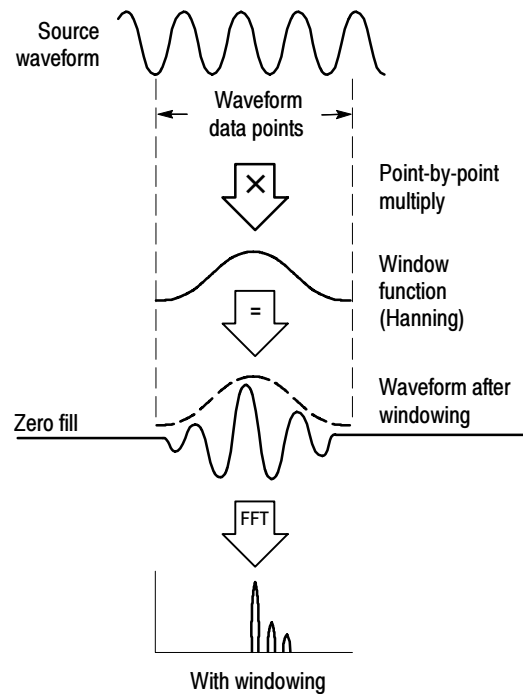 Source
waveform
Waveform
data points
×
Point-by-point
multiply
Window
function
(Hanning)
=
Waveform after
windowing
Zero fill
FFT
With windowing